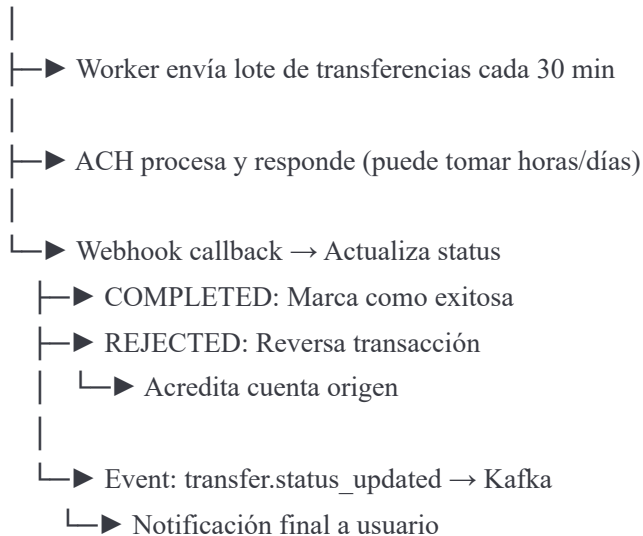 │
├─► Worker envía lote de transferencias cada 30 min
│
├─► ACH procesa y responde (puede tomar horas/días)
│
└─► Webhook callback → Actualiza status
├─► COMPLETED: Marca como exitosa
├─► REJECTED: Reversa transacción
│ └─► Acredita cuenta origen
│
└─► Event: transfer.status_updated → Kafka
└─► Notificación final a usuario